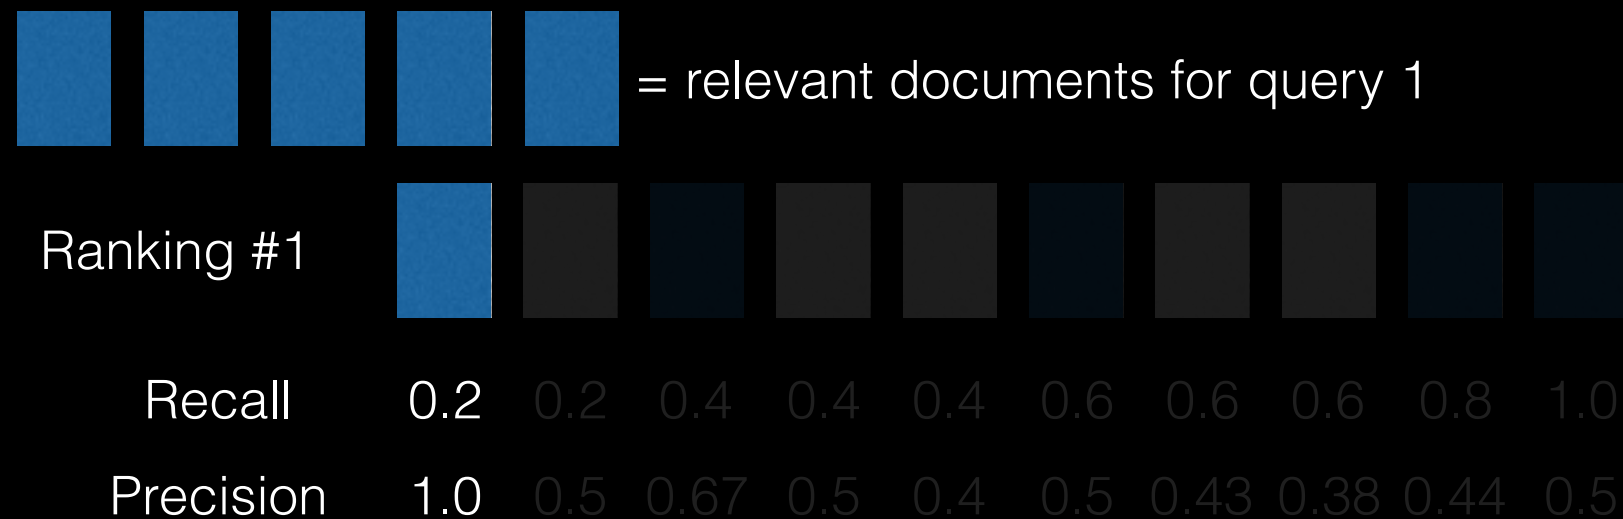 = relevant documents for query 1
Ranking #1
Recall 0.2 0.2 0.4 0.4 0.4 0.6 0.6 0.6 0.8 1.0
Precision 1.0 0.5 0.67 0.5 0.4 0.5 0.43 0.38 0.44 0.5